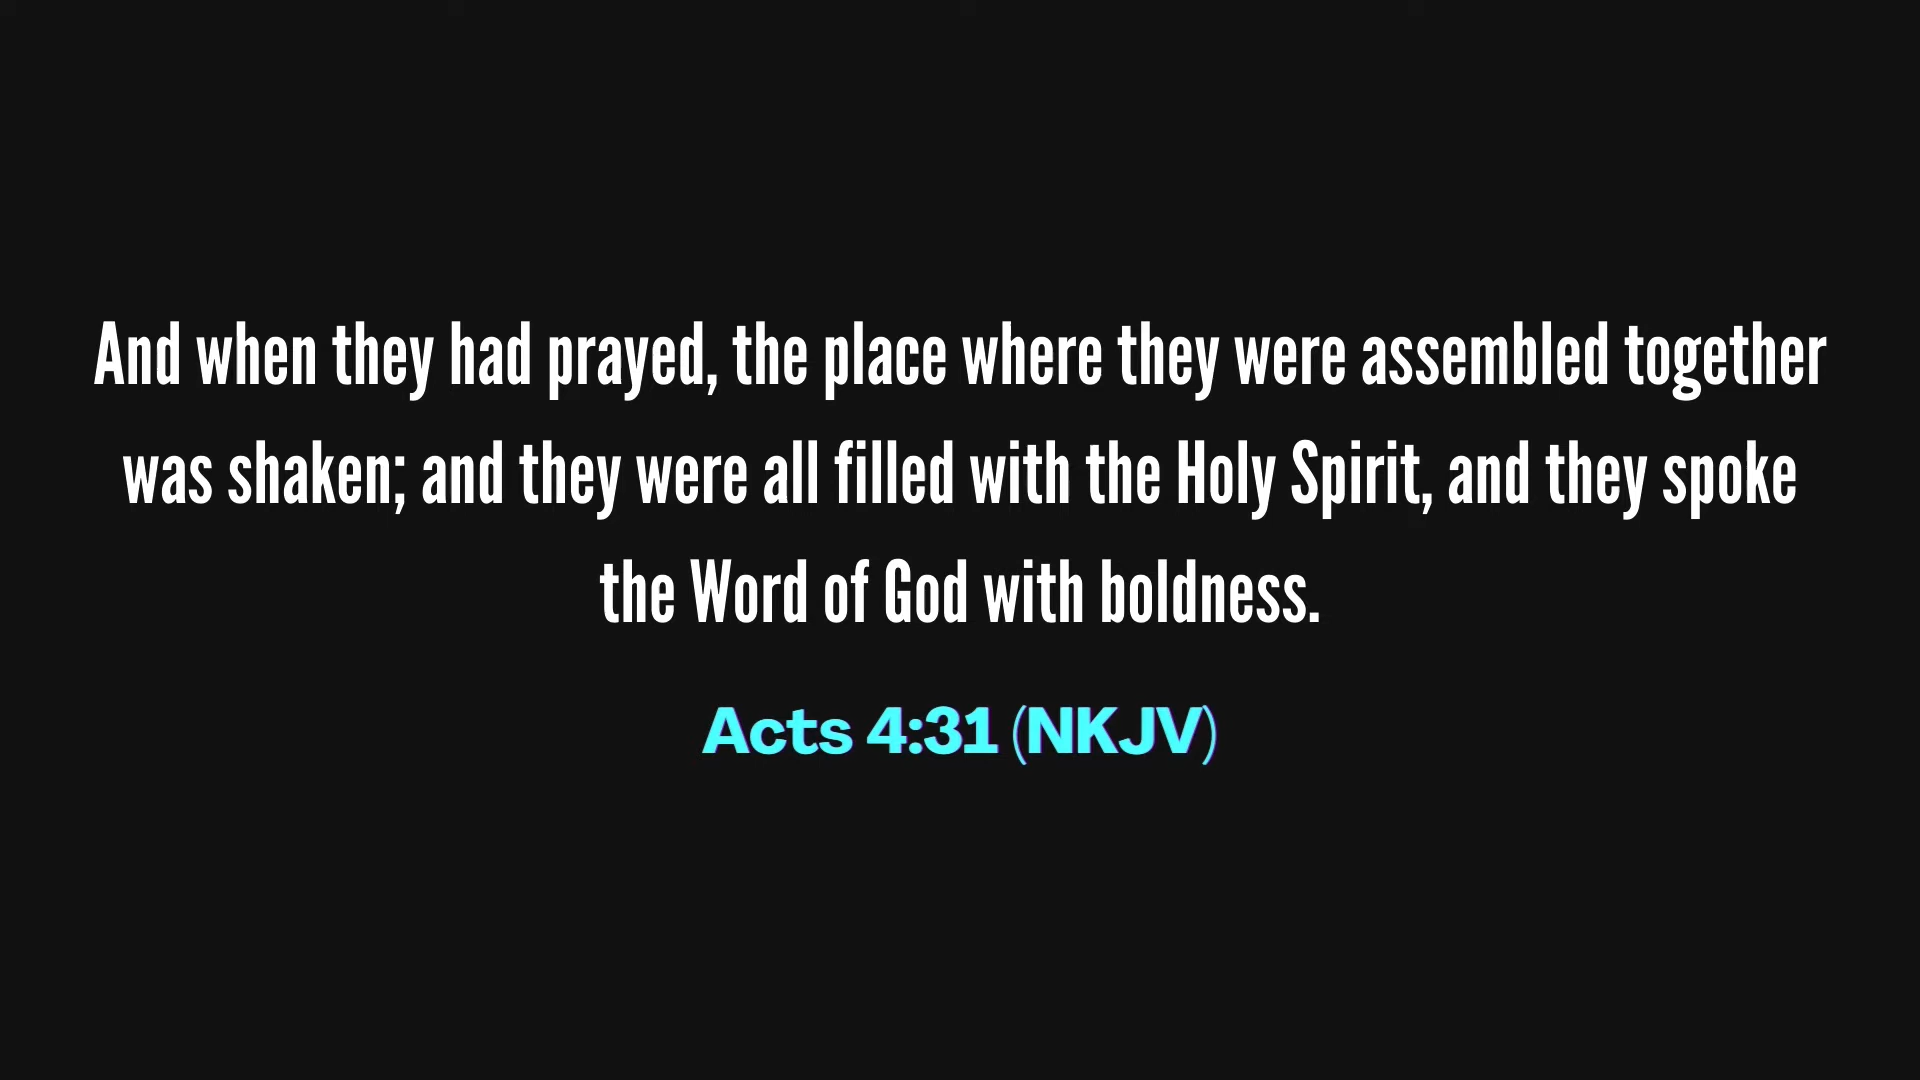 And when they had prayed, the place where they were assembled together
was shaken; and they were all filled with the Holy Spirit, and they spoke
the Word of God with boldness.
Acts 4:31 (NKJV)